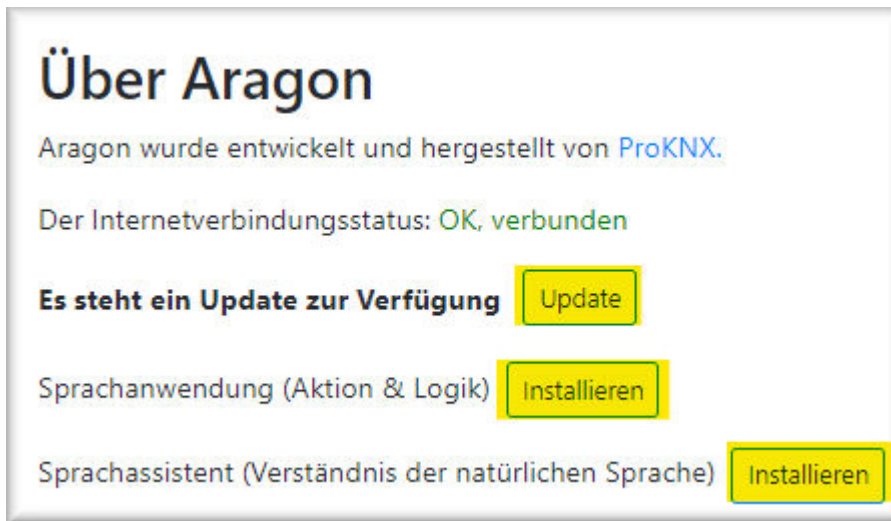 Über Aragon
Aragon wurde entwickelt und hergestellt von ProKNX.
Der Internetverbindungsstatus: OK, verbunden
Es steht ein Update zur Verfügung Update
Sprachanwendung (Aktion & Logik) Installieren
Sprachassistent (Verständnis der natürlichen Sprache) Installieren